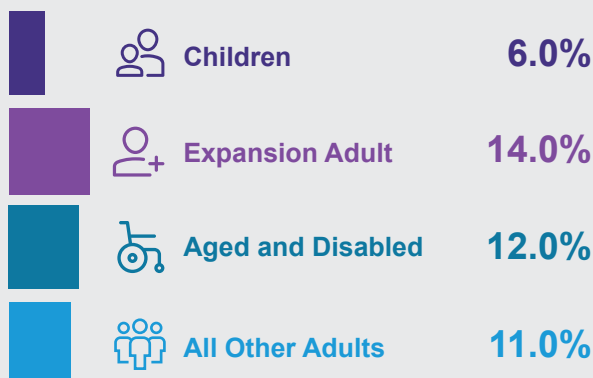 Children 6.0%
Expansion Adult 14.0%
Aged and Disabled 12.0%
All Other Adults 11.0%